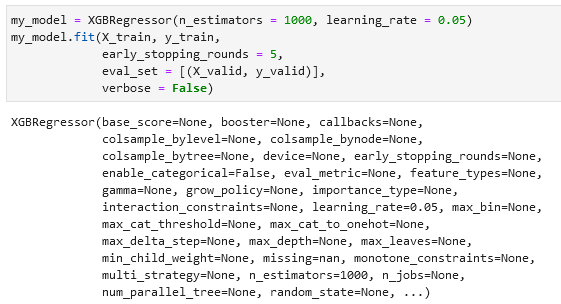 my_model = XGBRegressor(n_estimators = 1000, learning_rate = 0.05)
my_model.fit(X_train, y_train,
early_stopping_rounds = 5,
eval_set = [(X_valid, y_valid)],
verbose = False)
XGBRegressor(base_score=None, booster=None, callbacks=None,
colsample_bylevel=None, colsample_bynode=None,
colsample_bytree=None, device=None, early_stopping_rounds=None,
enable_categorical=False, eval_metric=None, feature_types=None,
gamma=None, grow_policy=None, importance_type=None,
interaction_constraints=None, learning_rate=0.05, max_bin=None,
max_cat_threshold=None, max_cat_to_onehot=None,
max_delta_step=None, max_depth=None, max_leaves=None,
min_child_weight=None, missing=nan, monotone_constraints=None,
multi_strategy=None, n_estimators=1000, n_jobs=None,
num_parallel_tree=None, random_state=None, ...)